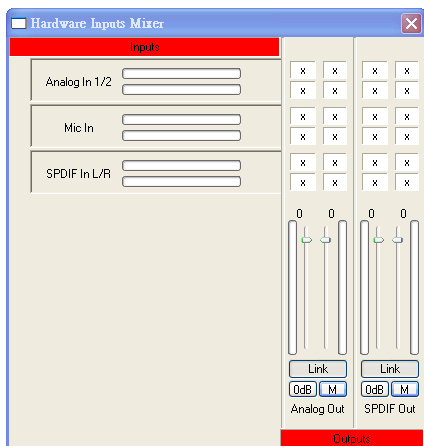 Hardware Inputs Mixer
Inputs
Analog In 1/2
x x x x
x x x x
Mic In
x x x x
x x x x
SPDIF In L/R
x x x x
x x x x
0 0 0 0
Link Link
0dB M 0dB M
Analog Out SPDIF Out
Outputs